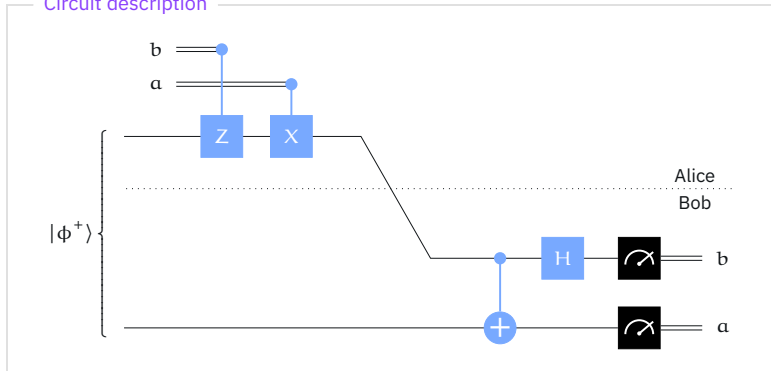 Circuit description
b
a
Z X
Alice
Bob
|ϕ⁺⟩
H
b
a